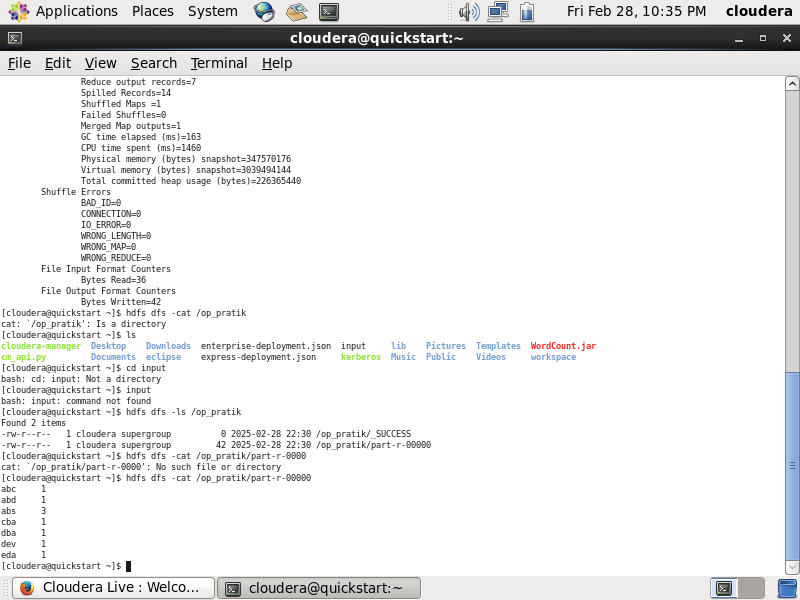 Applications Places System Fri Feb 28, 10:35 PM cloudera
cloudera@quickstart:~
File Edit View Search Terminal Help
Reduce output records=7
Spilled Records=14
Shuffled Maps =1
Failed Shuffles=0
Merged Map outputs=1
GC time elapsed (ms)=163
CPU time spent (ms)=1460
Physical memory (bytes) snapshot=347570176
Virtual memory (bytes) snapshot=3039494144
Total committed heap usage (bytes)=226365440
Shuffle Errors
BAD_ID=0
CONNECTION=0
IO_ERROR=0
WRONG_LENGTH=0
WRONG_MAP=0
WRONG_REDUCE=0
File Input Format Counters
Bytes Read=36
File Output Format Counters
Bytes Written=42
[cloudera@quickstart ~]$ hdfs dfs -cat /op_pratik
cat: `/op_pratik': Is a directory
[cloudera@quickstart ~]$ ls
cloudera-manager Desktop Downloads enterprise-deployment.json input lib Pictures Templates WordCount.jar
cm_api.py Documents eclipse express-deployment.json kerberos Music Public Videos workspace
[cloudera@quickstart ~]$ cd input
bash: cd: input: Not a directory
[cloudera@quickstart ~]$ input
bash: input: command not found
[cloudera@quickstart ~]$ hdfs dfs -ls /op_pratik
Found 2 items
-rw-r--r-- 1 cloudera supergroup 0 2025-02-28 22:30 /op_pratik/_SUCCESS
-rw-r--r-- 1 cloudera supergroup 42 2025-02-28 22:30 /op_pratik/part-r-00000
[cloudera@quickstart ~]$ hdfs dfs -cat /op_pratik/part-r-0000
cat: `/op_pratik/part-r-0000': No such file or directory
[cloudera@quickstart ~]$ hdfs dfs -cat /op_pratik/part-r-00000
abc 1
abd 1
abs 3
cba 1
dba 1
dev 1
eda 1
[cloudera@quickstart ~]$
Cloudera Live : Welco... cloudera@quickstart:~